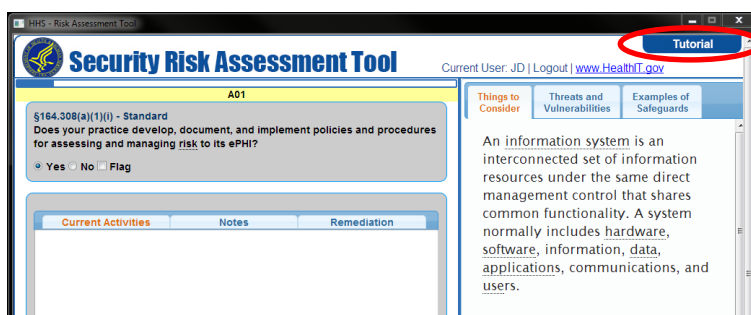 HHS - Risk Assessment Tool
Tutorial
Security Risk Assessment Tool
Current User: JD | Logout | www.HealthIT.gov
A01
§164.308(a)(1)(i) - Standard
Does your practice develop, document, and implement policies and procedures
for assessing and managing risk to its ePHI?
Yes No Flag
Current Activities Notes Remediation
Things to
Consider
Threats and
Vulnerabilities
Examples of
Safeguards
An information system is an
interconnected set of information
resources under the same direct
management control that shares
common functionality. A system
normally includes hardware,
software, information, data,
applications, communications, and
users.